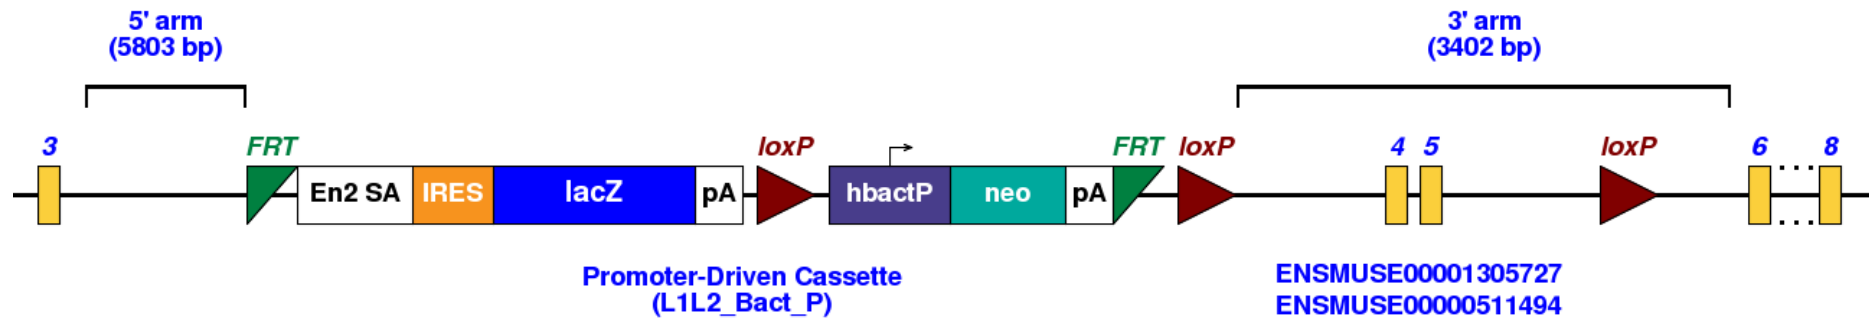 5' arm
(5803 bp)
3' arm
(3402 bp)
3 FRT loxP FRT loxP 4 5 loxP 6 ... 8
En2 SA IRES lacZ pA hbactP neo pA ...
Promoter-Driven Cassette
(L1L2_Bact_P)
ENSMUSE00001305727
ENSMUSE00000511494